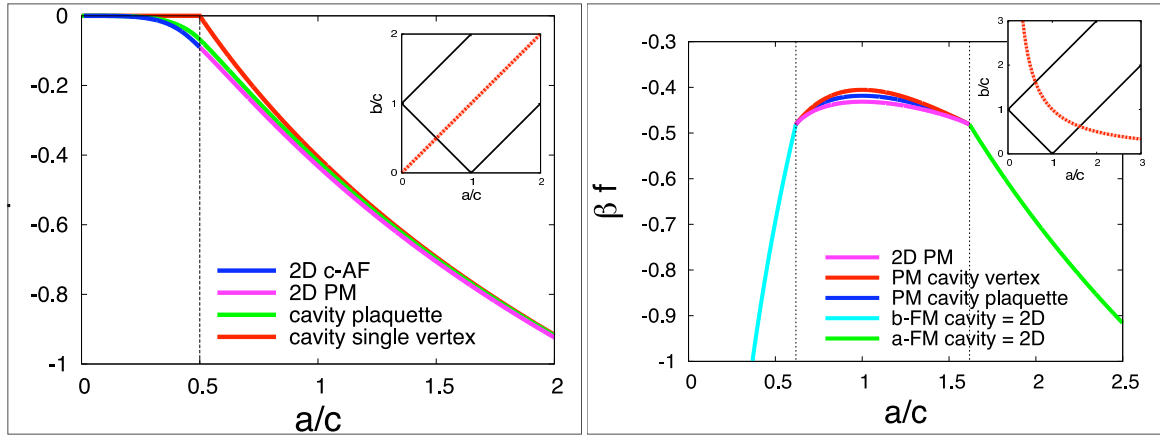 0
-0.2
-0.4
-0.6
-0.8
-1
0
0.5
1
1.5
2
a/c
2D c-AF
2D PM
cavity plaquette
cavity single vertex
2
1
0
0
1
2
b/c
a/c
-0.3
-0.4
-0.5
-0.6
-0.7
-0.8
-0.9
-1
0
0.5
1
1.5
2
2.5
a/c
β f
2D PM
PM cavity vertex
PM cavity plaquette
b-FM cavity = 2D
a-FM cavity = 2D
3
2
1
0
0
1
2
3
b/c
a/c